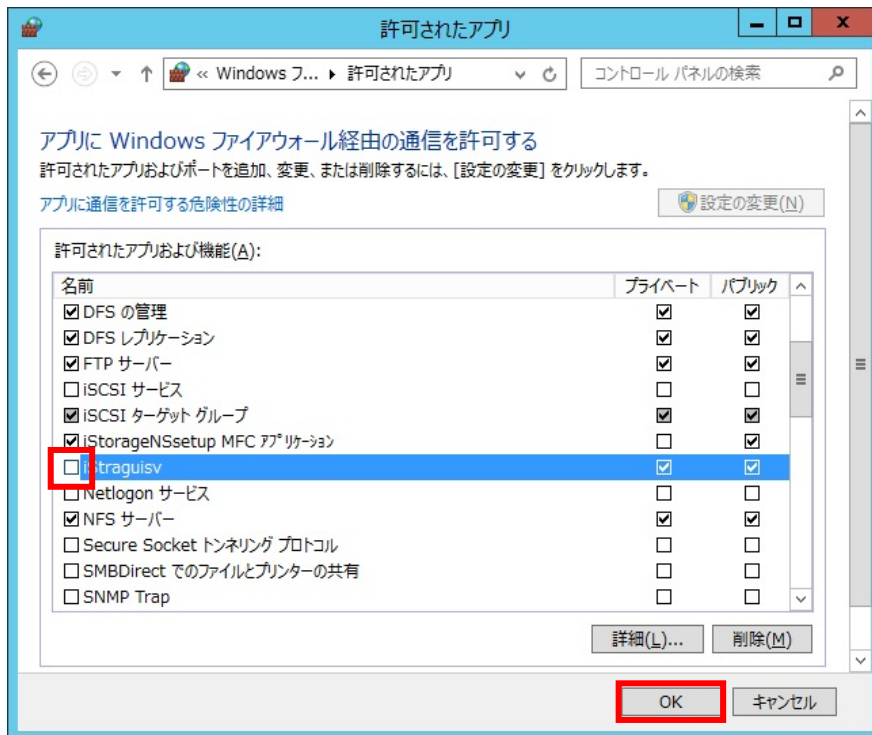 許可されたアプリ
« Windows フ... 許可されたアプリ
コントロール パネルの検索
アプリに Windows ファイアウォール経由の通信を許可する
許可されたアプリおよびポートを追加、変更、または削除するには、[設定の変更] をクリックします。
アプリに通信を許可する危険性の詳細
設定の変更(N)
許可されたアプリおよび機能(A):
名前 プライベート パブリック
DFS の管理
DFS レプリケーション
FTP サーバー
iSCSI サービス
iSCSI ターゲット グループ
iStorageNSsetup MFC ｱﾌﾟﾘｹｰｼｮﾝ
iStraguisv
Netlogon サービス
NFS サーバー
Secure Socket トンネリング プロトコル
SMBDirect でのファイルとプリンターの共有
SNMP Trap
詳細(L)... 削除(M)
OK キャンセル